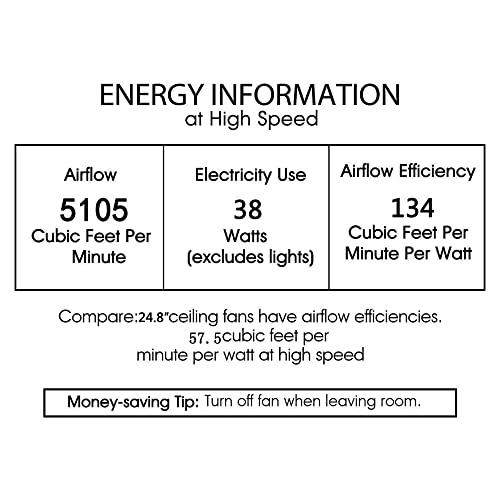 ENERGY INFORMATION
at High Speed
Airflow
5105
Cubic Feet Per
Minute
Electricity Use
38
Watts
(excludes lights)
Airflow Efficiency
134
Cubic Feet Per
Minute Per Watt
Compare:24.8"ceiling fans have airflow efficiencies.
57.5cubic feet per
minute per watt at high speed
Money-saving Tip: Turn off fan when leaving room.